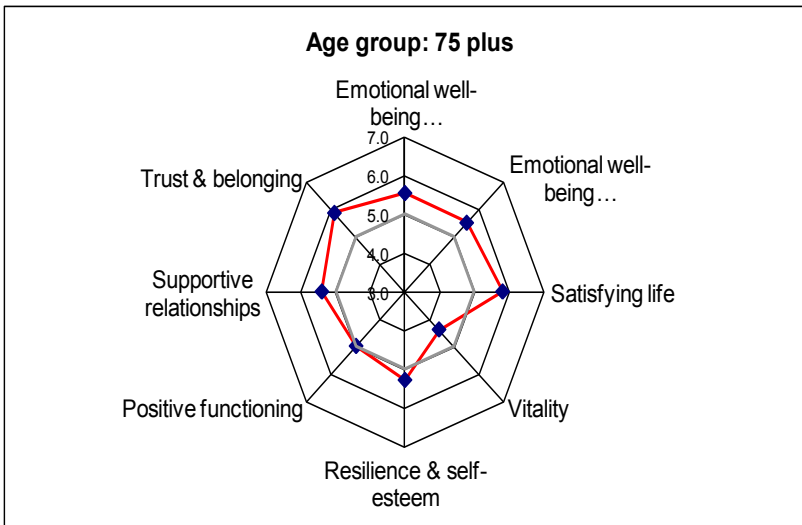 Age group: 75 plus
Emotional well-
being…
7.0
6.0
5.0
4.0
3.0
Emotional well-
being…
Satisfying life
Vitality
Resilience & self-
esteem
Positive functioning
Supportive
relationships
Trust & belonging